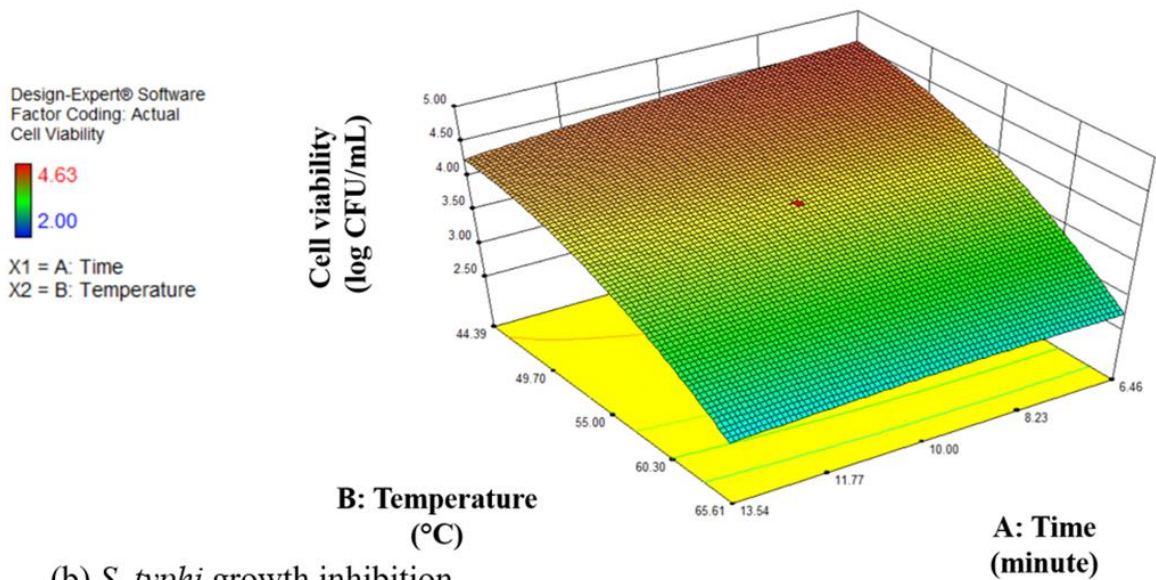 Design-Expert® Software
Factor Coding: Actual
Cell Viability
4.63
2.00
X1 = A: Time
X2 = B: Temperature
Cell viability
(log CFU/mL)
5.00
4.50
4.00
3.50
3.00
2.50
44.39
49.70
55.00
60.30
65.61
13.54
11.77
10.00
8.23
6.46
B: Temperature
(°C)
A: Time
(minute)
(b) S. typhi growth inhibition